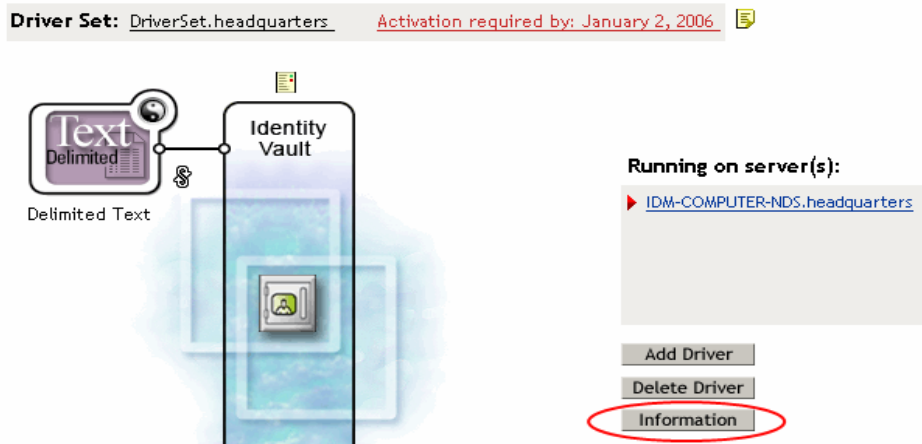 Driver Set: DriverSet.headquarters Activation required by: January 2, 2006
Text
Delimited
Delimited Text
Identity
Vault
Running on server(s):
IDM-COMPUTER-NDS.headquarters
Add Driver
Delete Driver
Information